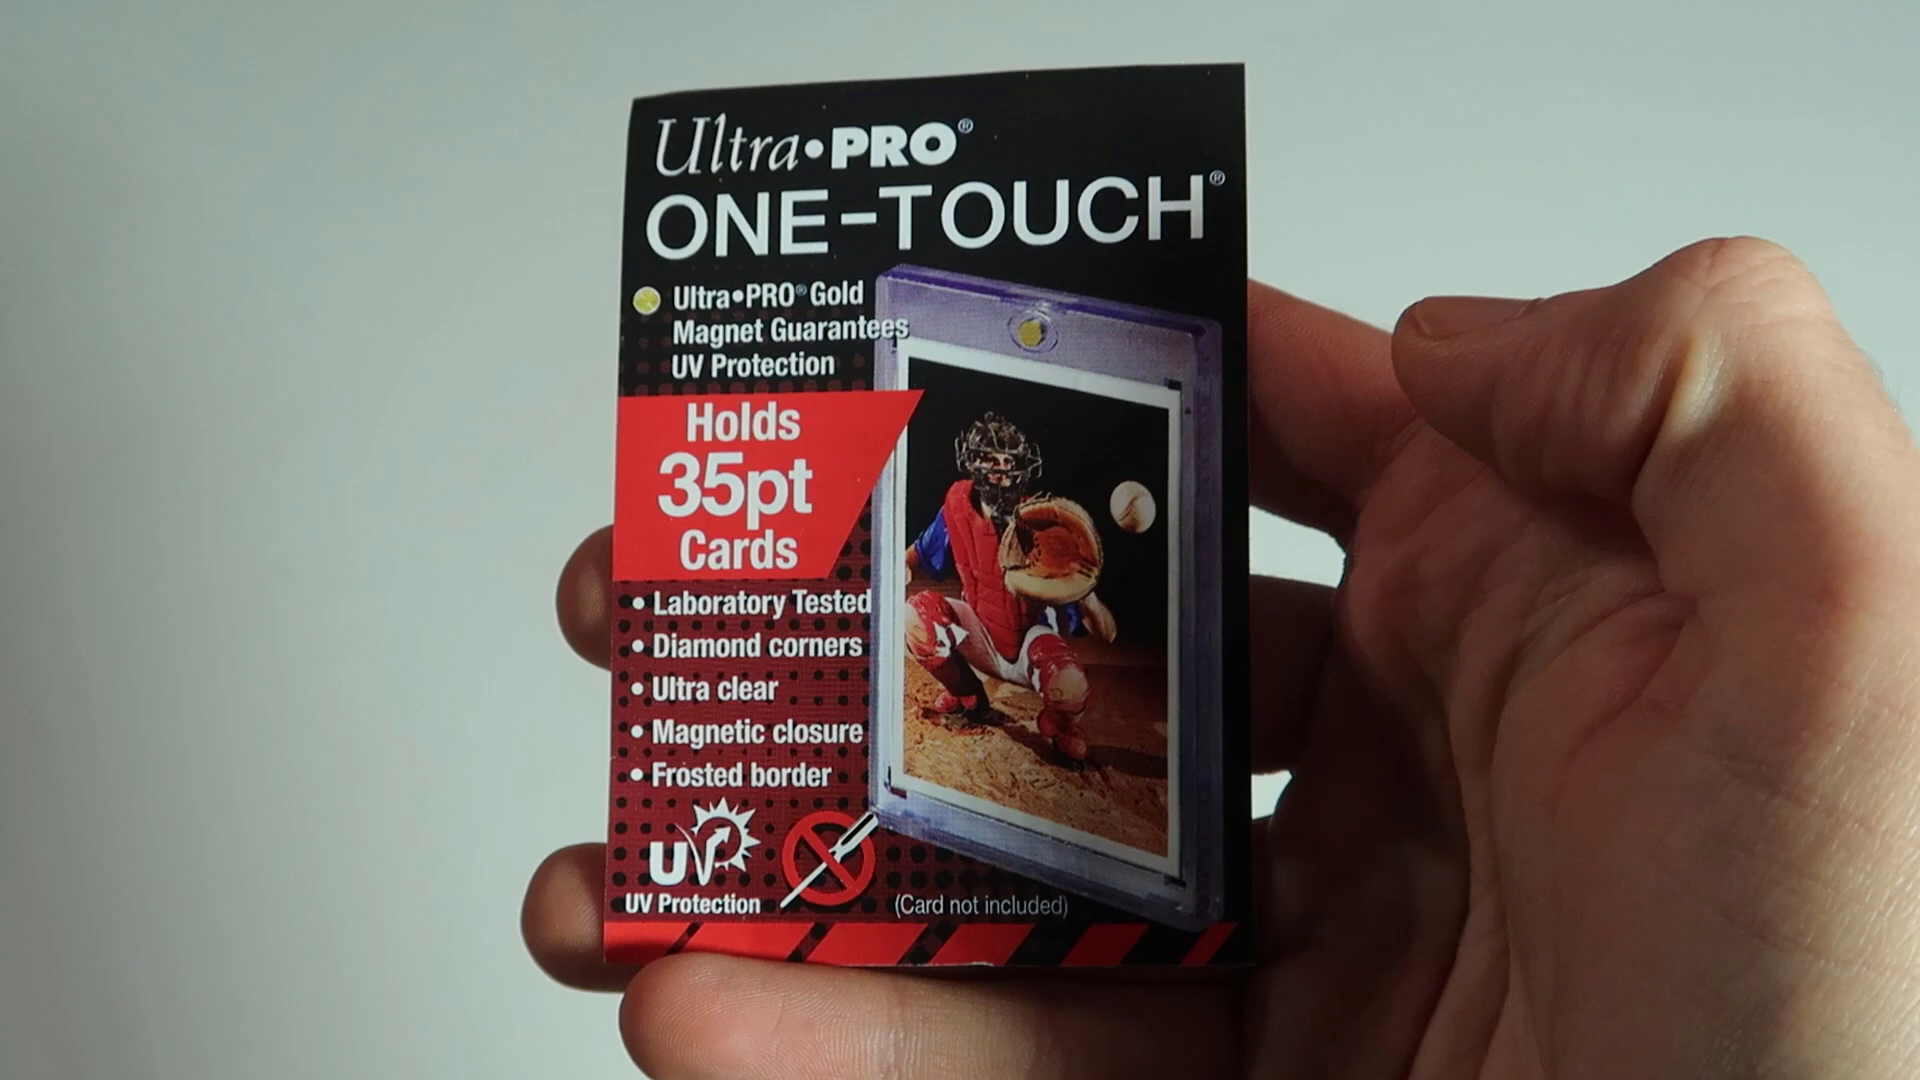 Ultra•PRO®
ONE-TOUCH®
Ultra•PRO® Gold
Magnet Guarantees
UV Protection
Holds
35pt
Cards
• Laboratory Tested
• Diamond corners
• Ultra clear
• Magnetic closure
• Frosted border
UV
UV Protection
(Card not included)